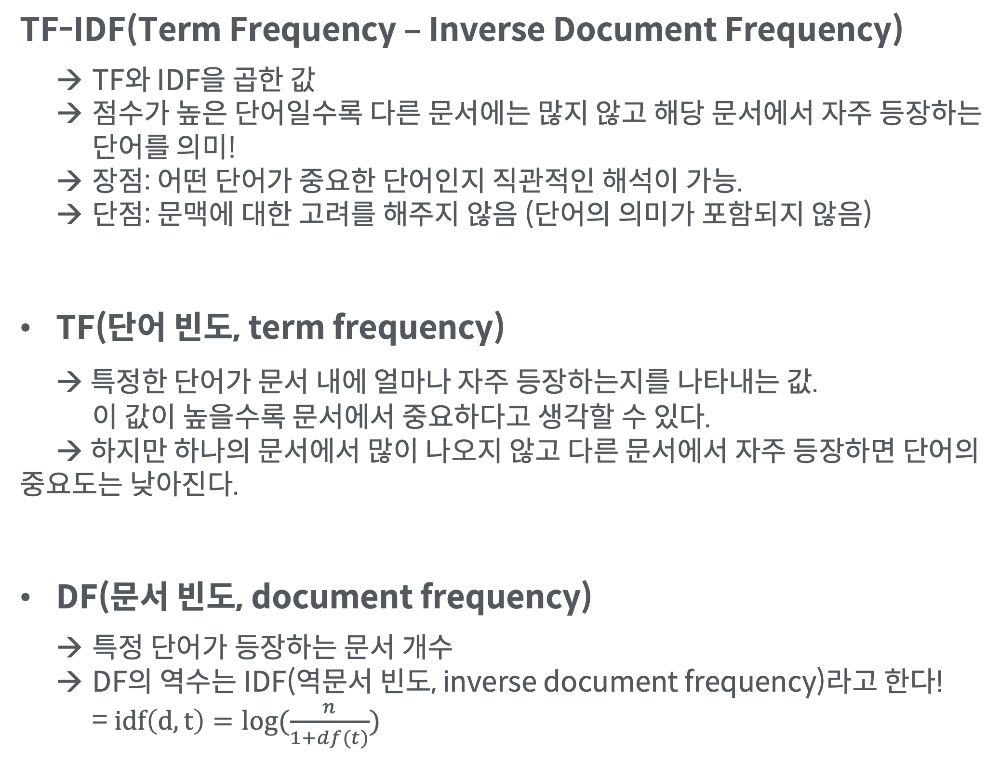 TF-IDF(Term Frequency – Inverse Document Frequency)
→ TF와 IDF을 곱한 값
→ 점수가 높은 단어일수록 다른 문서에는 많지 않고 해당 문서에서 자주 등장하는
단어를 의미!
→ 장점: 어떤 단어가 중요한 단어인지 직관적인 해석이 가능.
→ 단점: 문맥에 대한 고려를 해주지 않음 (단어의 의미가 포함되지 않음)
• TF(단어 빈도, term frequency)
→ 특정한 단어가 문서 내에 얼마나 자주 등장하는지를 나타내는 값.
이 값이 높을수록 문서에서 중요하다고 생각할 수 있다.
→ 하지만 하나의 문서에서 많이 나오지 않고 다른 문서에서 자주 등장하면 단어의
중요도는 낮아진다.
• DF(문서 빈도, document frequency)
→ 특정 단어가 등장하는 문서 개수
→ DF의 역수는 IDF(역문서 빈도, inverse document frequency)라고 한다!
= idf(d, t) = log(n/(1+df(t)))